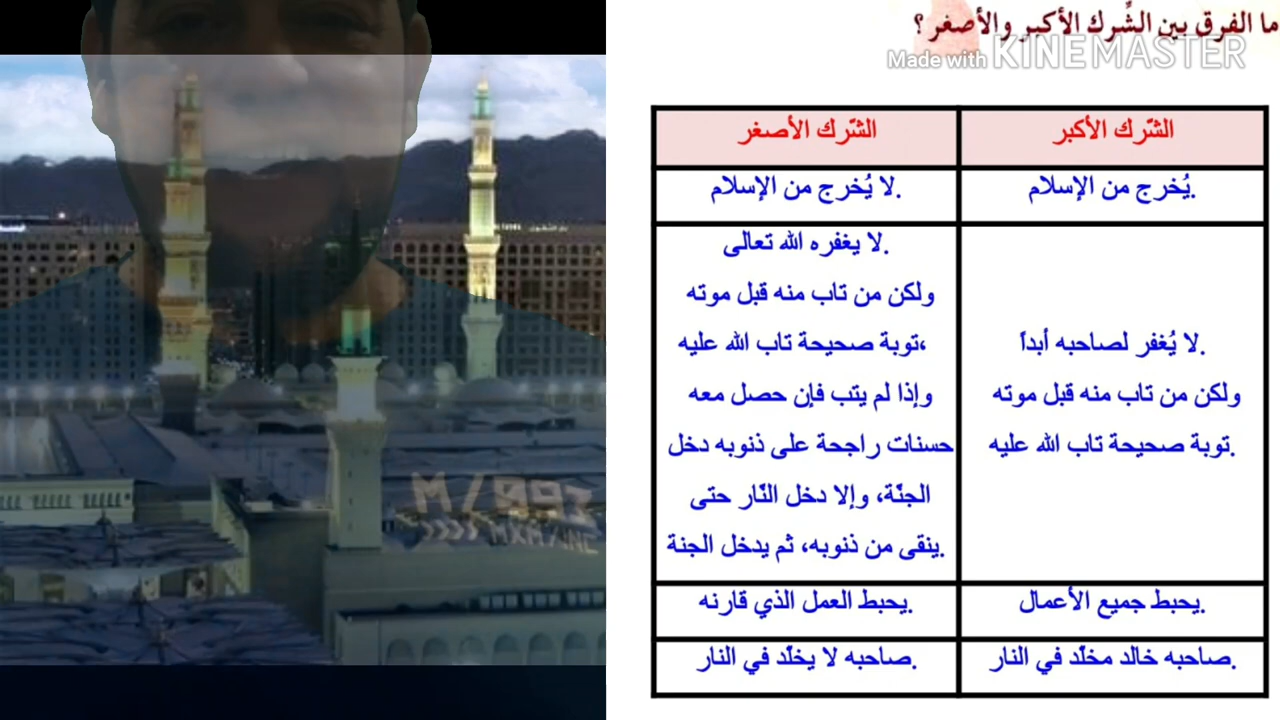 ما الفرق بين الشِّرك الأكبر والأصغر ؟
Made with KINEMASTER
الشّرك الأكبر
الشّرك الأصغر
يُخرج من الإسلام.
لا يُخرج من الإسلام.
لا يُغفر لصاحبه أبداً.
ولكن من تاب منه قبل موته
توبة صحيحة تاب الله عليه.
لا يغفره الله تعالى.
ولكن من تاب منه قبل موته
توبة صحيحة تاب الله عليه،
وإذا لم يتب فإن حصل معه
حسنات راجحة على ذنوبه دخل
الجنّة، وإلا دخل النّار حتى
ينقى من ذنوبه، ثم يدخل الجنة.
يحبط جميع الأعمال.
يحبط العمل الذي قارنه.
صاحبه خالد مخلّد في النار.
صاحبه لا يخلّد في النار.